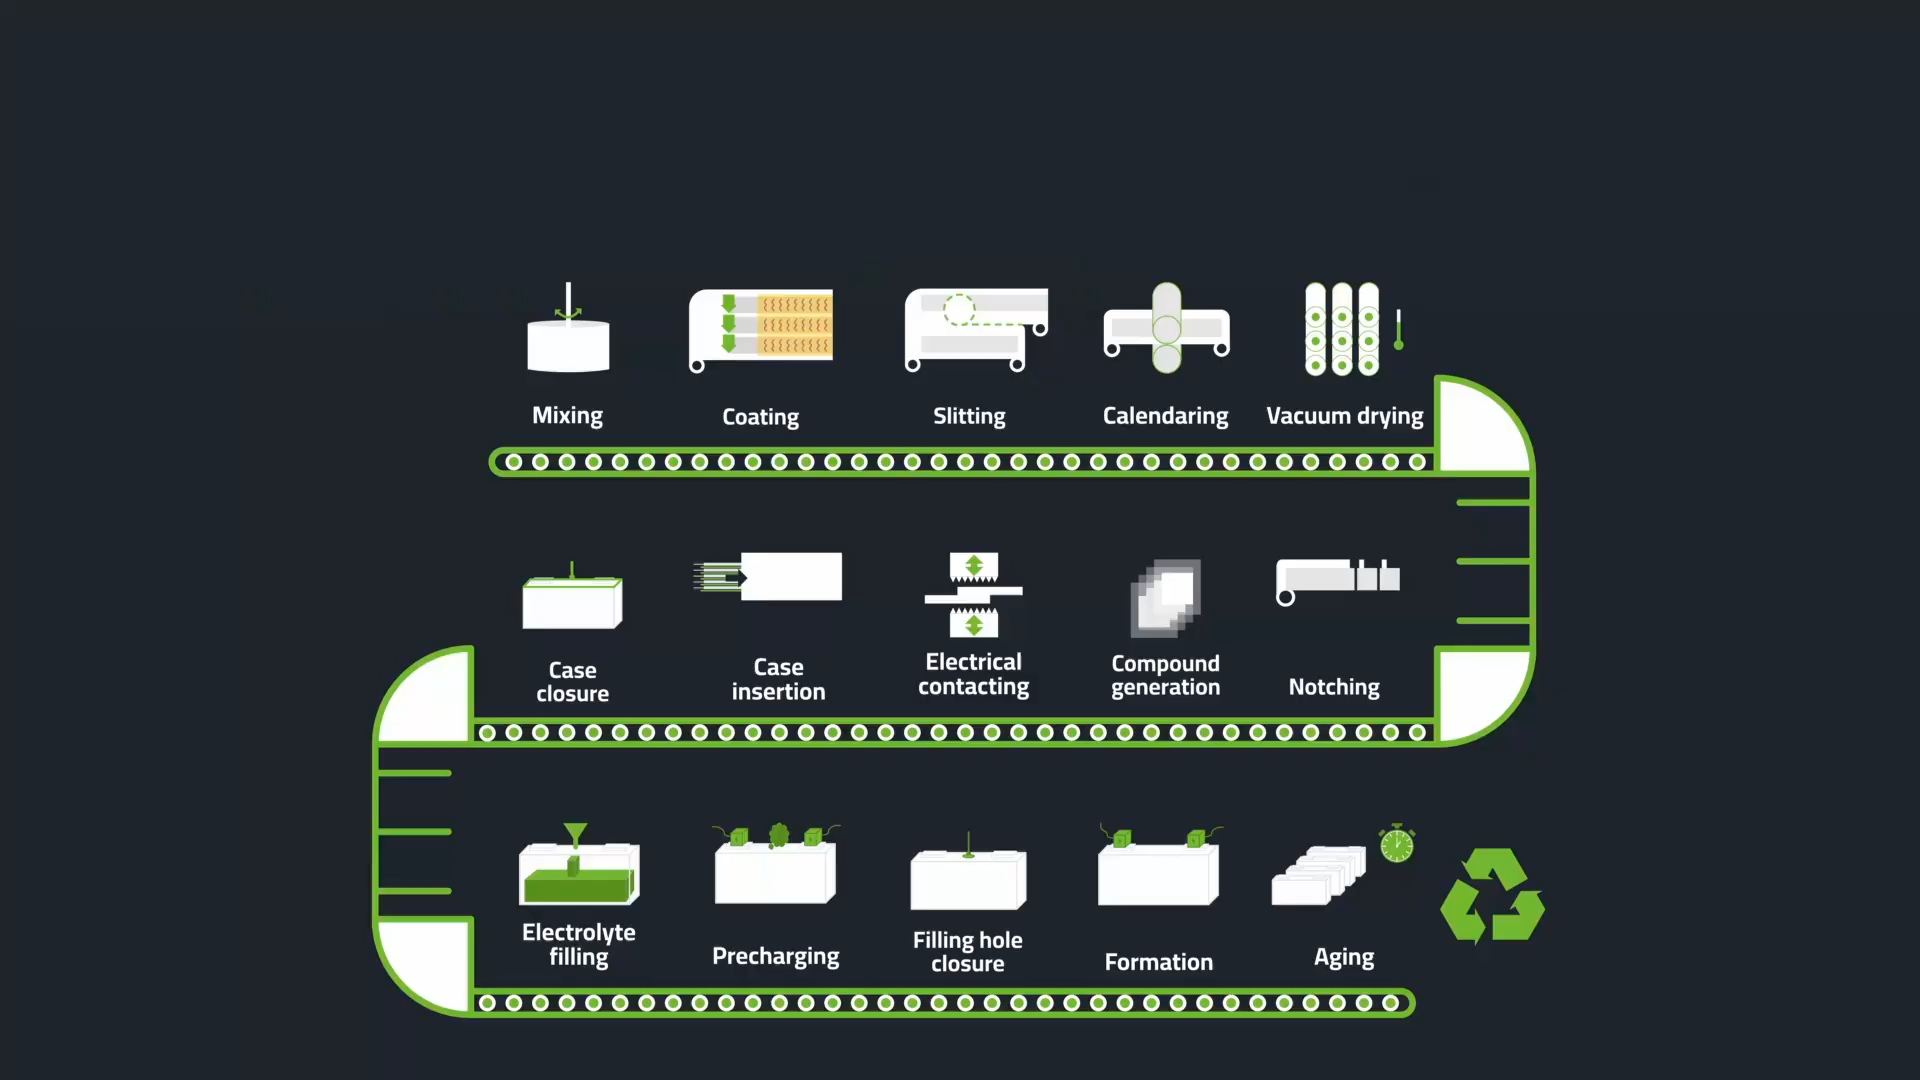 Mixing
Coating
Slitting
Calendaring
Vacuum drying
Case
closure
Case
insertion
Electrical
contacting
Compound
generation
Notching
Electrolyte
filling
Precharging
Filling hole
closure
Formation
Aging